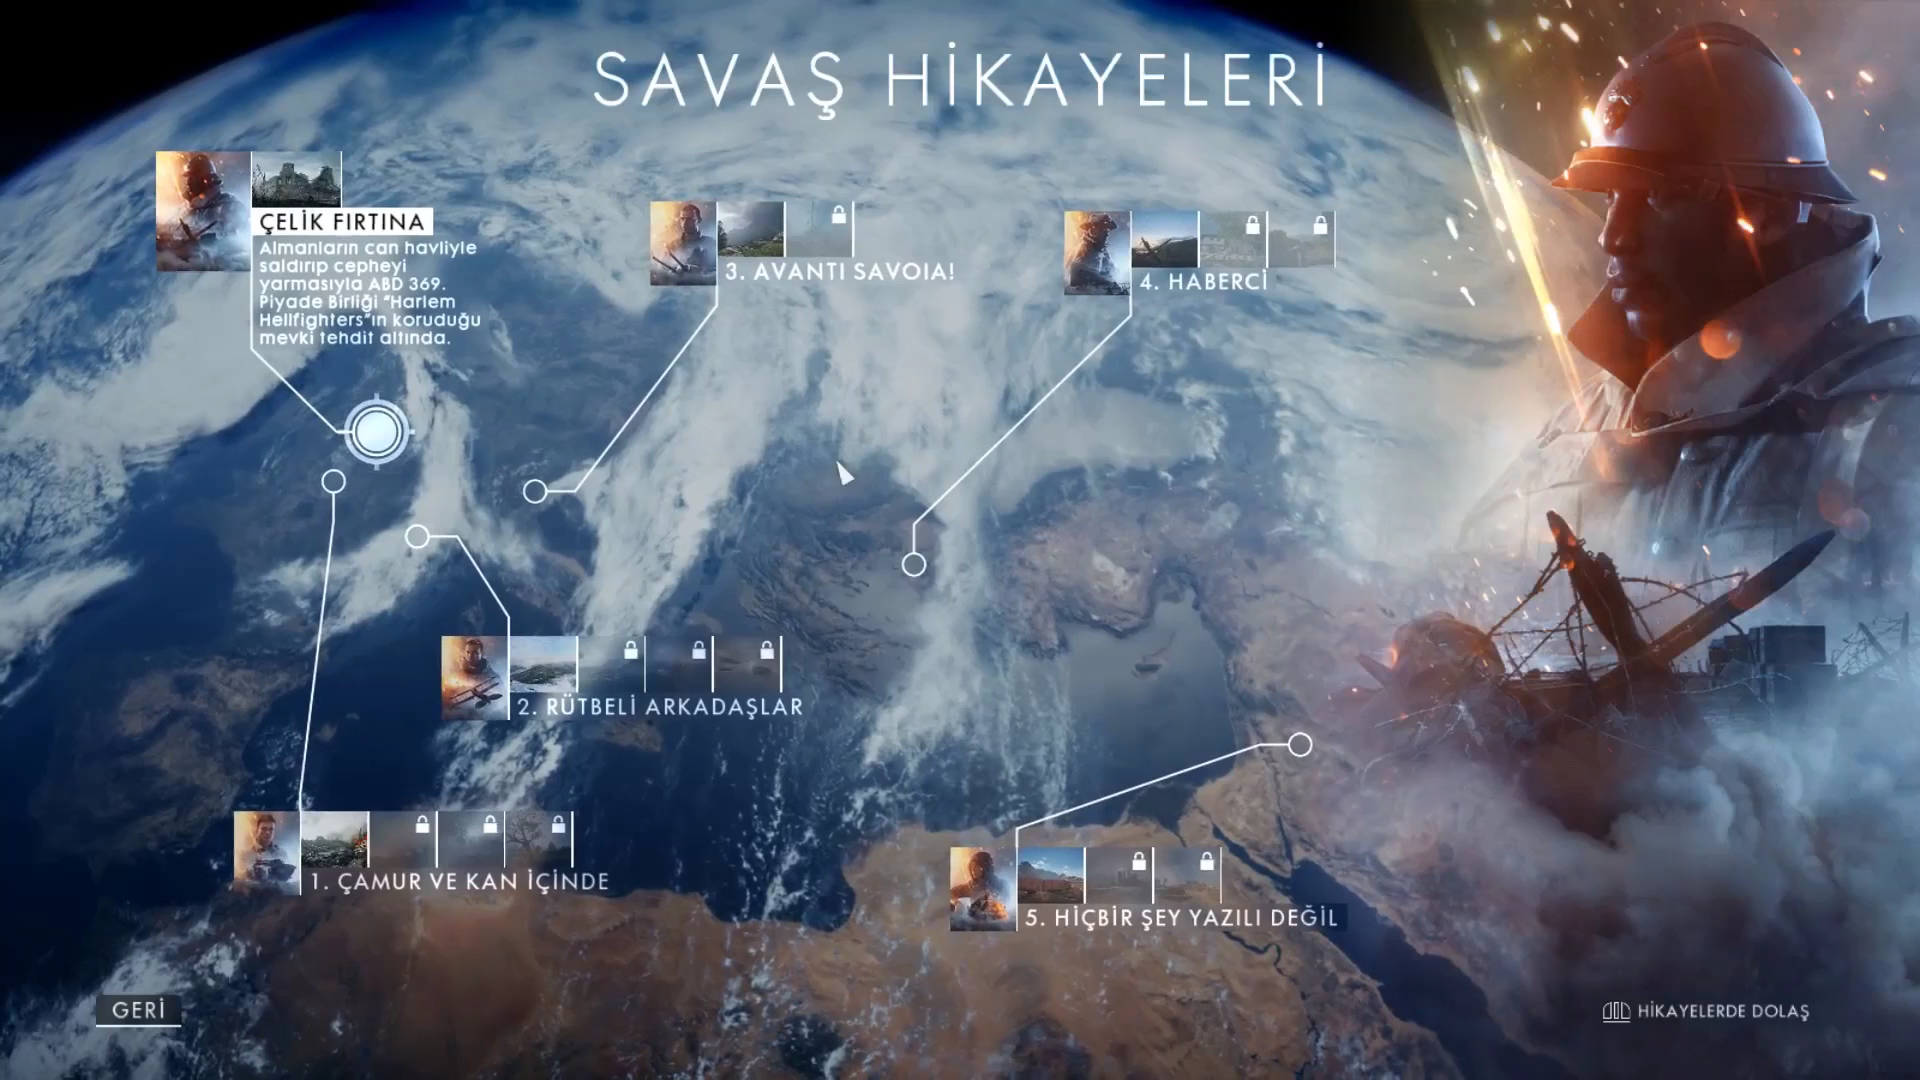 SAVAŞ HİKAYELERİ
ÇELİK FIRTINA
Almanların can havliyle
saldırıp cepheyi
yarmasıyla ABD 369.
Piyade Birliği “Harlem
Hellfighters”ın koruduğu
mevki tehdit altında.
3. AVANTI SAVOIA!
4. HABERCİ
2. RÜTBELİ ARKADAŞLAR
1. ÇAMUR VE KAN İÇİNDE
5. HİÇBİR ŞEY YAZILI DEĞİL
GERİ
HİKAYELERDE DOLAŞ